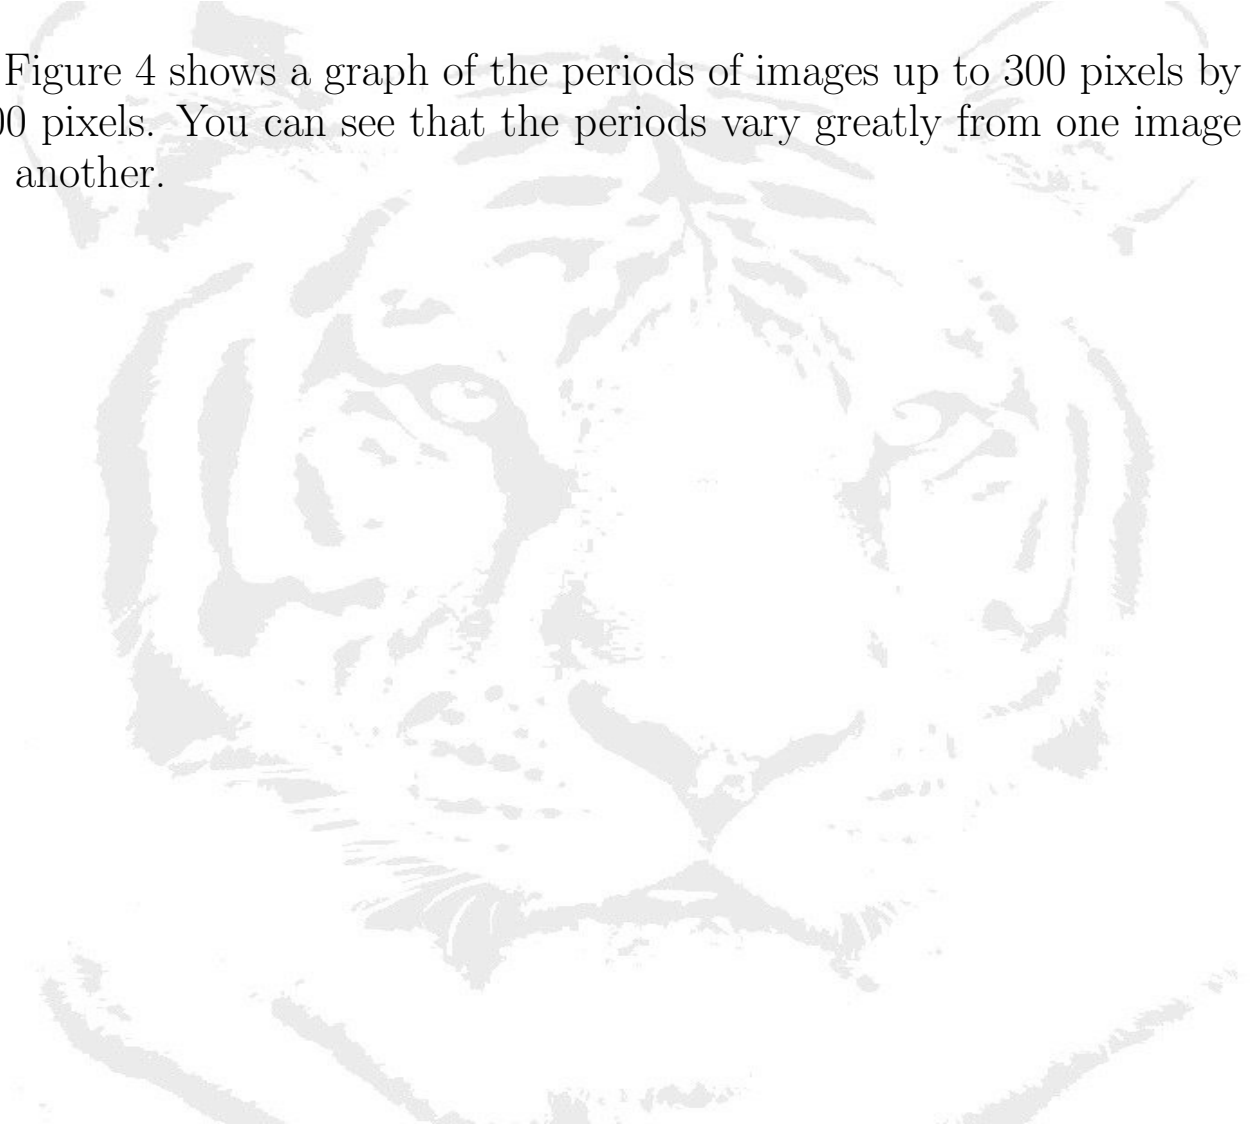 Figure 4 shows a graph of the periods of images up to 300 pixels by
00 pixels. You can see that the periods vary greatly from one image
another.